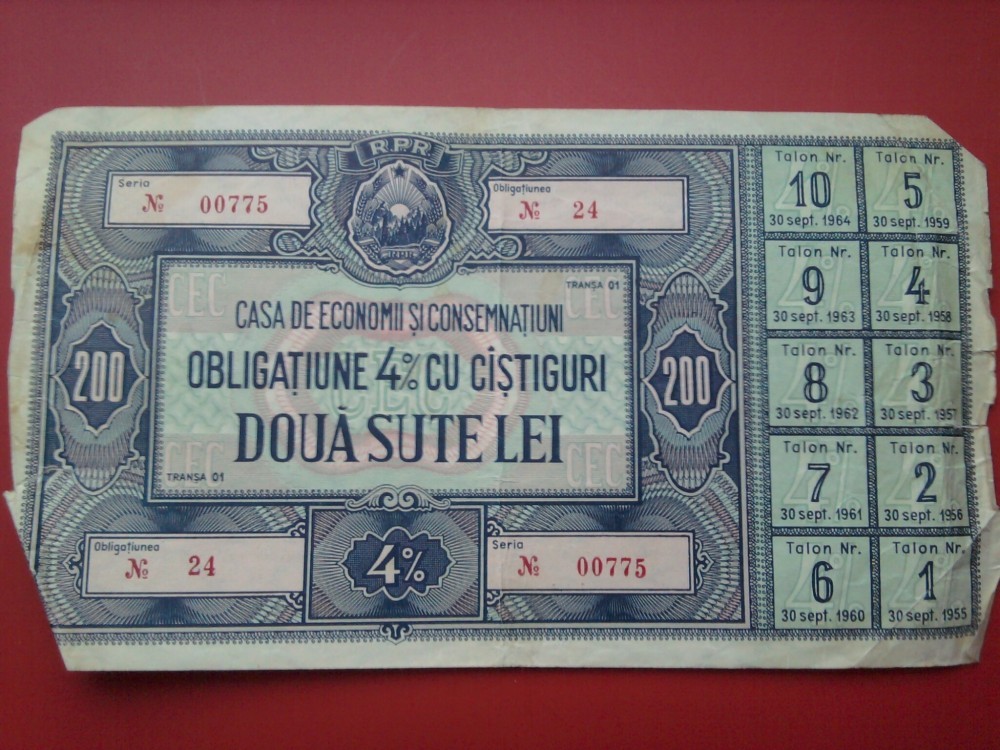 RPR
Seria
№ 00775
Obligațiunea
№ 24
RPR
TRANȘA 01
CEC CEC
CASA DE ECONOMII ȘI CONSEMNAȚIUNI
OBLIGAȚIUNE 4% CU CÎȘTIGURI
200 200
CEC
DOUĂ SUTE LEI
CEC CEC
TRANȘA 01
Obligațiunea
№ 24
4%
Seria
№ 00775
Talon Nr.
10
30 sept. 1964
Talon Nr.
5
30 sept. 1959
Talon Nr.
9
30 sept. 1963
Talon Nr.
4
30 sept. 1958
Talon Nr.
8
30 sept. 1962
Talon Nr.
3
30 sept. 1957
Talon Nr.
7
30 sept. 1961
Talon Nr.
2
30 sept. 1956
Talon Nr.
6
30 sept. 1960
Talon Nr.
1
30 sept. 1955